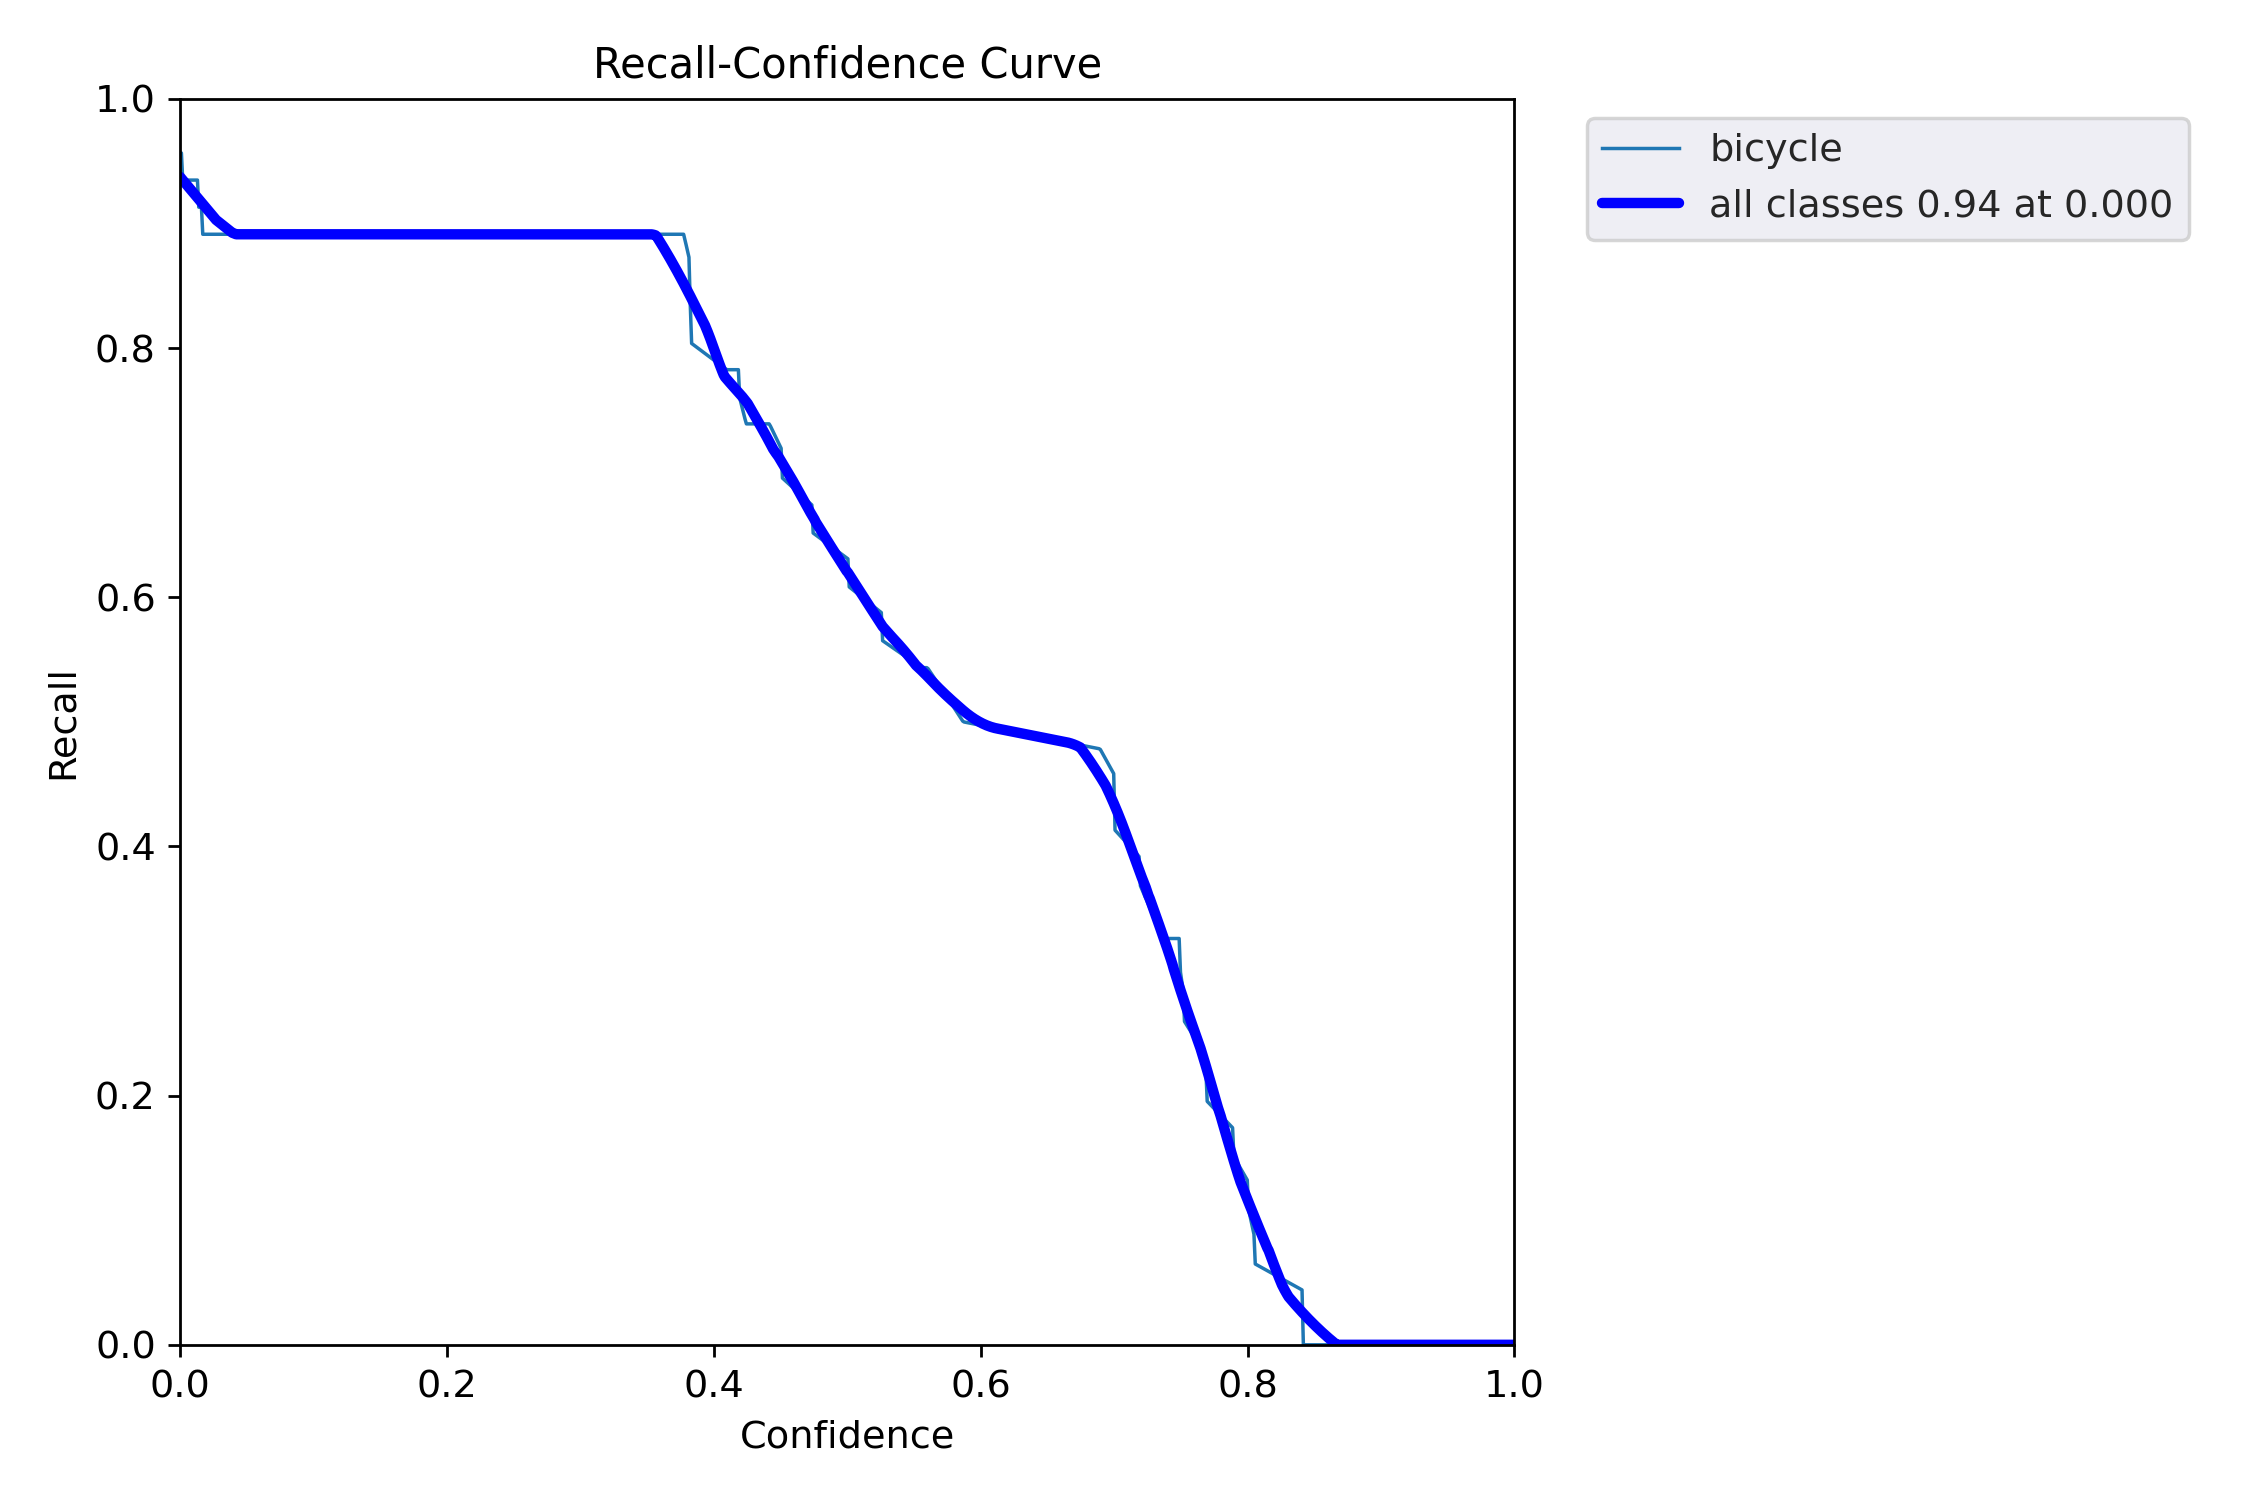 Recall-Confidence Curve
1.0
0.8
0.6
0.4
0.2
0.0
Recall
0.0 0.2 0.4 0.6 0.8 1.0
Confidence
bicycle
all classes 0.94 at 0.000